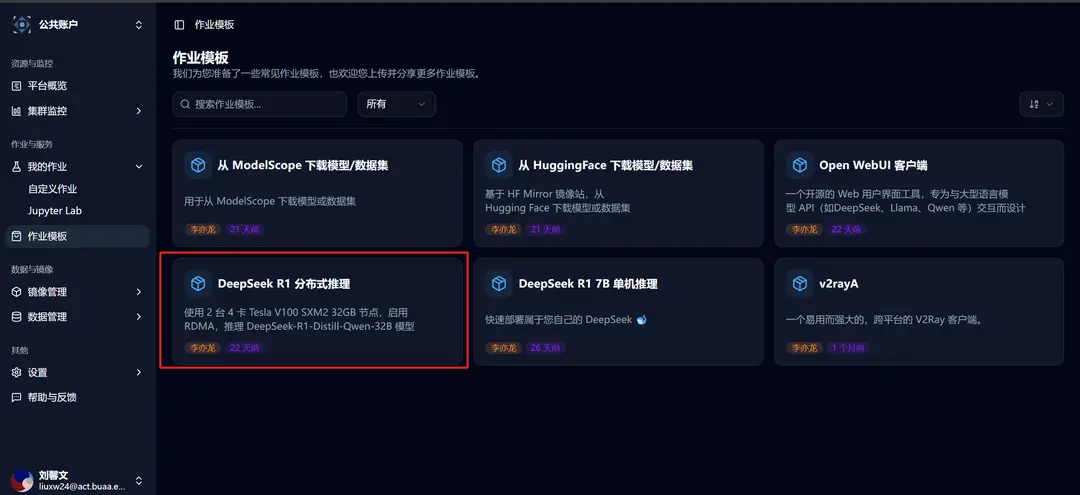 公共账户
作业模板
资源与监控
平台概览
集群监控
作业与服务
我的作业
自定义作业
Jupyter Lab
作业模板
数据与镜像
镜像管理
数据管理
其他
设置
帮助与反馈
刘馨文
liuxw24@act.buaa.e...
作业模板
我们为您准备了一些常见作业模板，也欢迎您上传并分享更多作业模板。
搜索作业模板...
所有
从 ModelScope 下载模型/数据集
用于从 ModelScope 下载模型或数据集
李亦龙 21 天前
从 HuggingFace 下载模型/数据集
基于 HF Mirror 镜像站，从
Hugging Face 下载模型或数据集
李亦龙 21 天前
Open WebUI 客户端
一个开源的 Web 用户界面工具，专为与大型语言模
型 API（如DeepSeek、Llama、Qwen 等）交互而设计
李亦龙 22 天前
DeepSeek R1 分布式推理
使用 2 台 4 卡 Tesla V100 SXM2 32GB 节点，启用
RDMA，推理 DeepSeek-R1-Distill-Qwen-32B 模型
李亦龙 22 天前
DeepSeek R1 7B 单机推理
快速部署属于您自己的 DeepSeek 🐳
李亦龙 26 天前
v2rayA
一个易用而强大的，跨平台的 V2Ray 客户端。
李亦龙 1 个月前